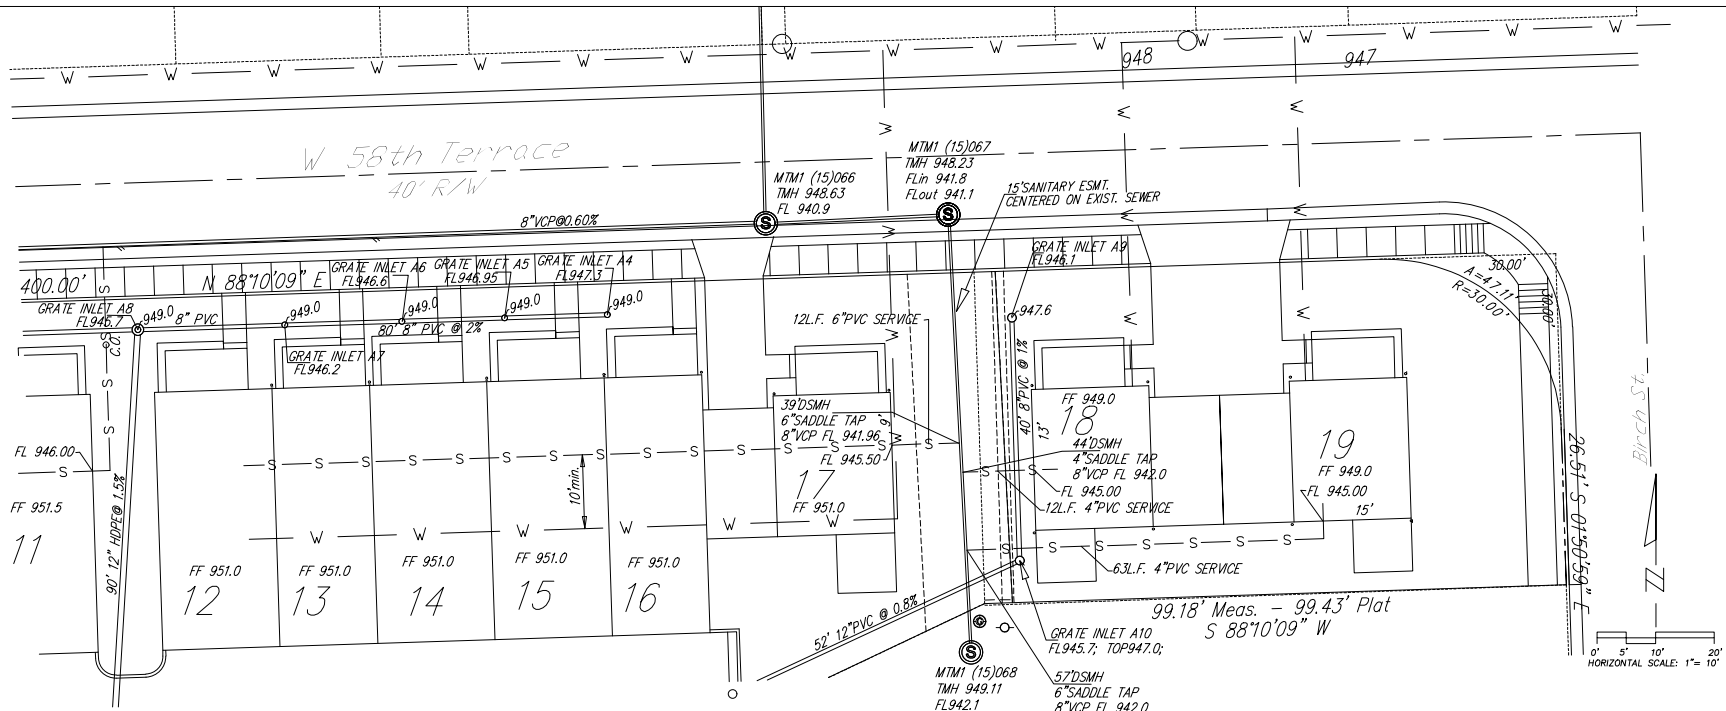 948
947
W 58th Terrace
40' R/W
MTM1 (15)067
TMH 948.23
FLin 941.8
FLout 941.1
MTM1 (15)066
TMH 948.63
FL 940.9
15'SANITARY ESMT.
CENTERED ON EXIST. SEWER
8"VCP@0.60%
400.00'
N 88°10'09" E
GRATE INLET A6
FL946.6
GRATE INLET A5
FL946.95
GRATE INLET A4
FL947.3
GRATE INLET A9
FL946.1
30.00'
A=47.11'
R=30.00'
30.00'
GRATE INLET A8
FL945.7
949.0
8" PVC
949.0
949.0
949.0
949.0
80' 8" PVC @ 2%
C.O.
GRATE INLET A7
FL946.2
12L.F. 6"PVC SERVICE
947.6
40' 8"PVC @ 1%
13'
FF 949.0
18
39'DSMH
6"SADDLE TAP
8"VCP FL 941.96
FL 945.50
9'
17
FF 951.0
44'DSMH
4"SADDLE TAP
8"VCP FL 942.0
FL 945.00
12L.F. 4"PVC SERVICE
19
FF 949.0
FL 945.00
15'
63L.F. 4"PVC SERVICE
FL 946.00
FF 951.5
11
90' 12" HDPE@ 1.5%
10'min.
FF 951.0
12
FF 951.0
13
FF 951.0
14
FF 951.0
15
FF 951.0
16
52' 12"PVC @ 0.8%
99.18' Meas. - 99.43' Plat
S 88°10'09" W
GRATE INLET A10
FL945.7; TOP947.0;
MTM1 (15)068
TMH 949.11
FL942.1
57'DSMH
6"SADDLE TAP
8"VCP FL 942.0
26.51' S 01°50'59" E
Birch St.
N
0' 5' 10' 20'
HORIZONTAL SCALE: 1"= 10'